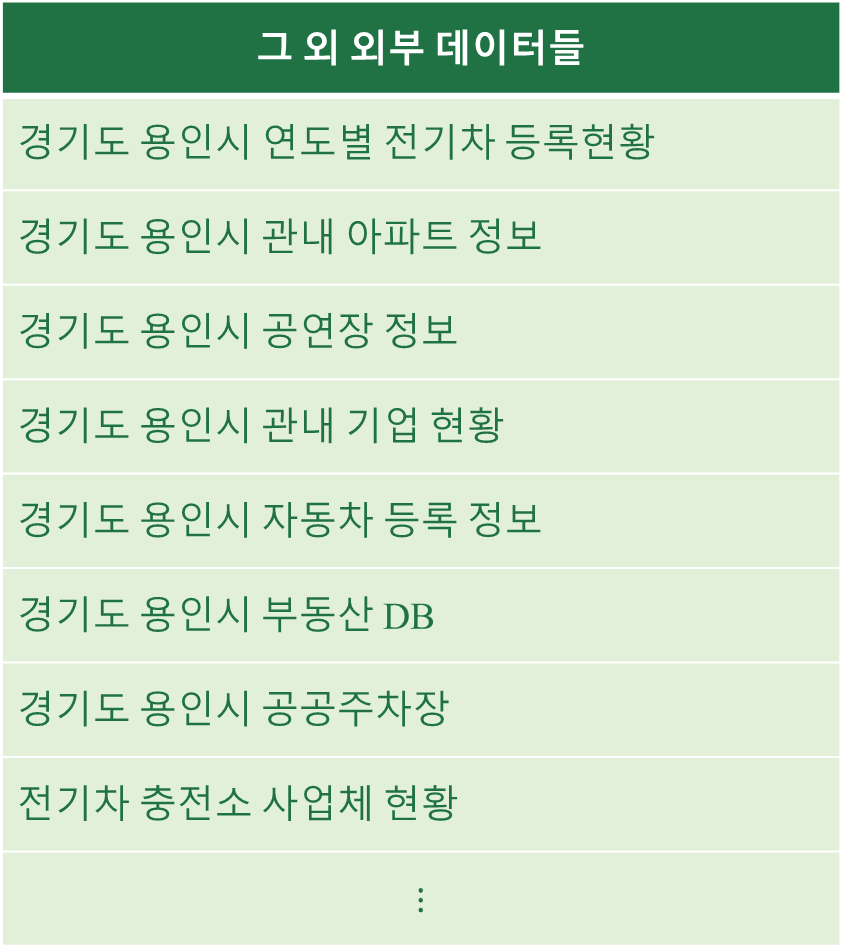 그 외 외부 데이터들
경기도 용인시 연도별 전기차 등록현황
경기도 용인시 관내 아파트 정보
경기도 용인시 공연장 정보
경기도 용인시 관내 기업 현황
경기도 용인시 자동차 등록 정보
경기도 용인시 부동산 DB
경기도 용인시 공공주차장
전기차 충전소 사업체 현황
⋮